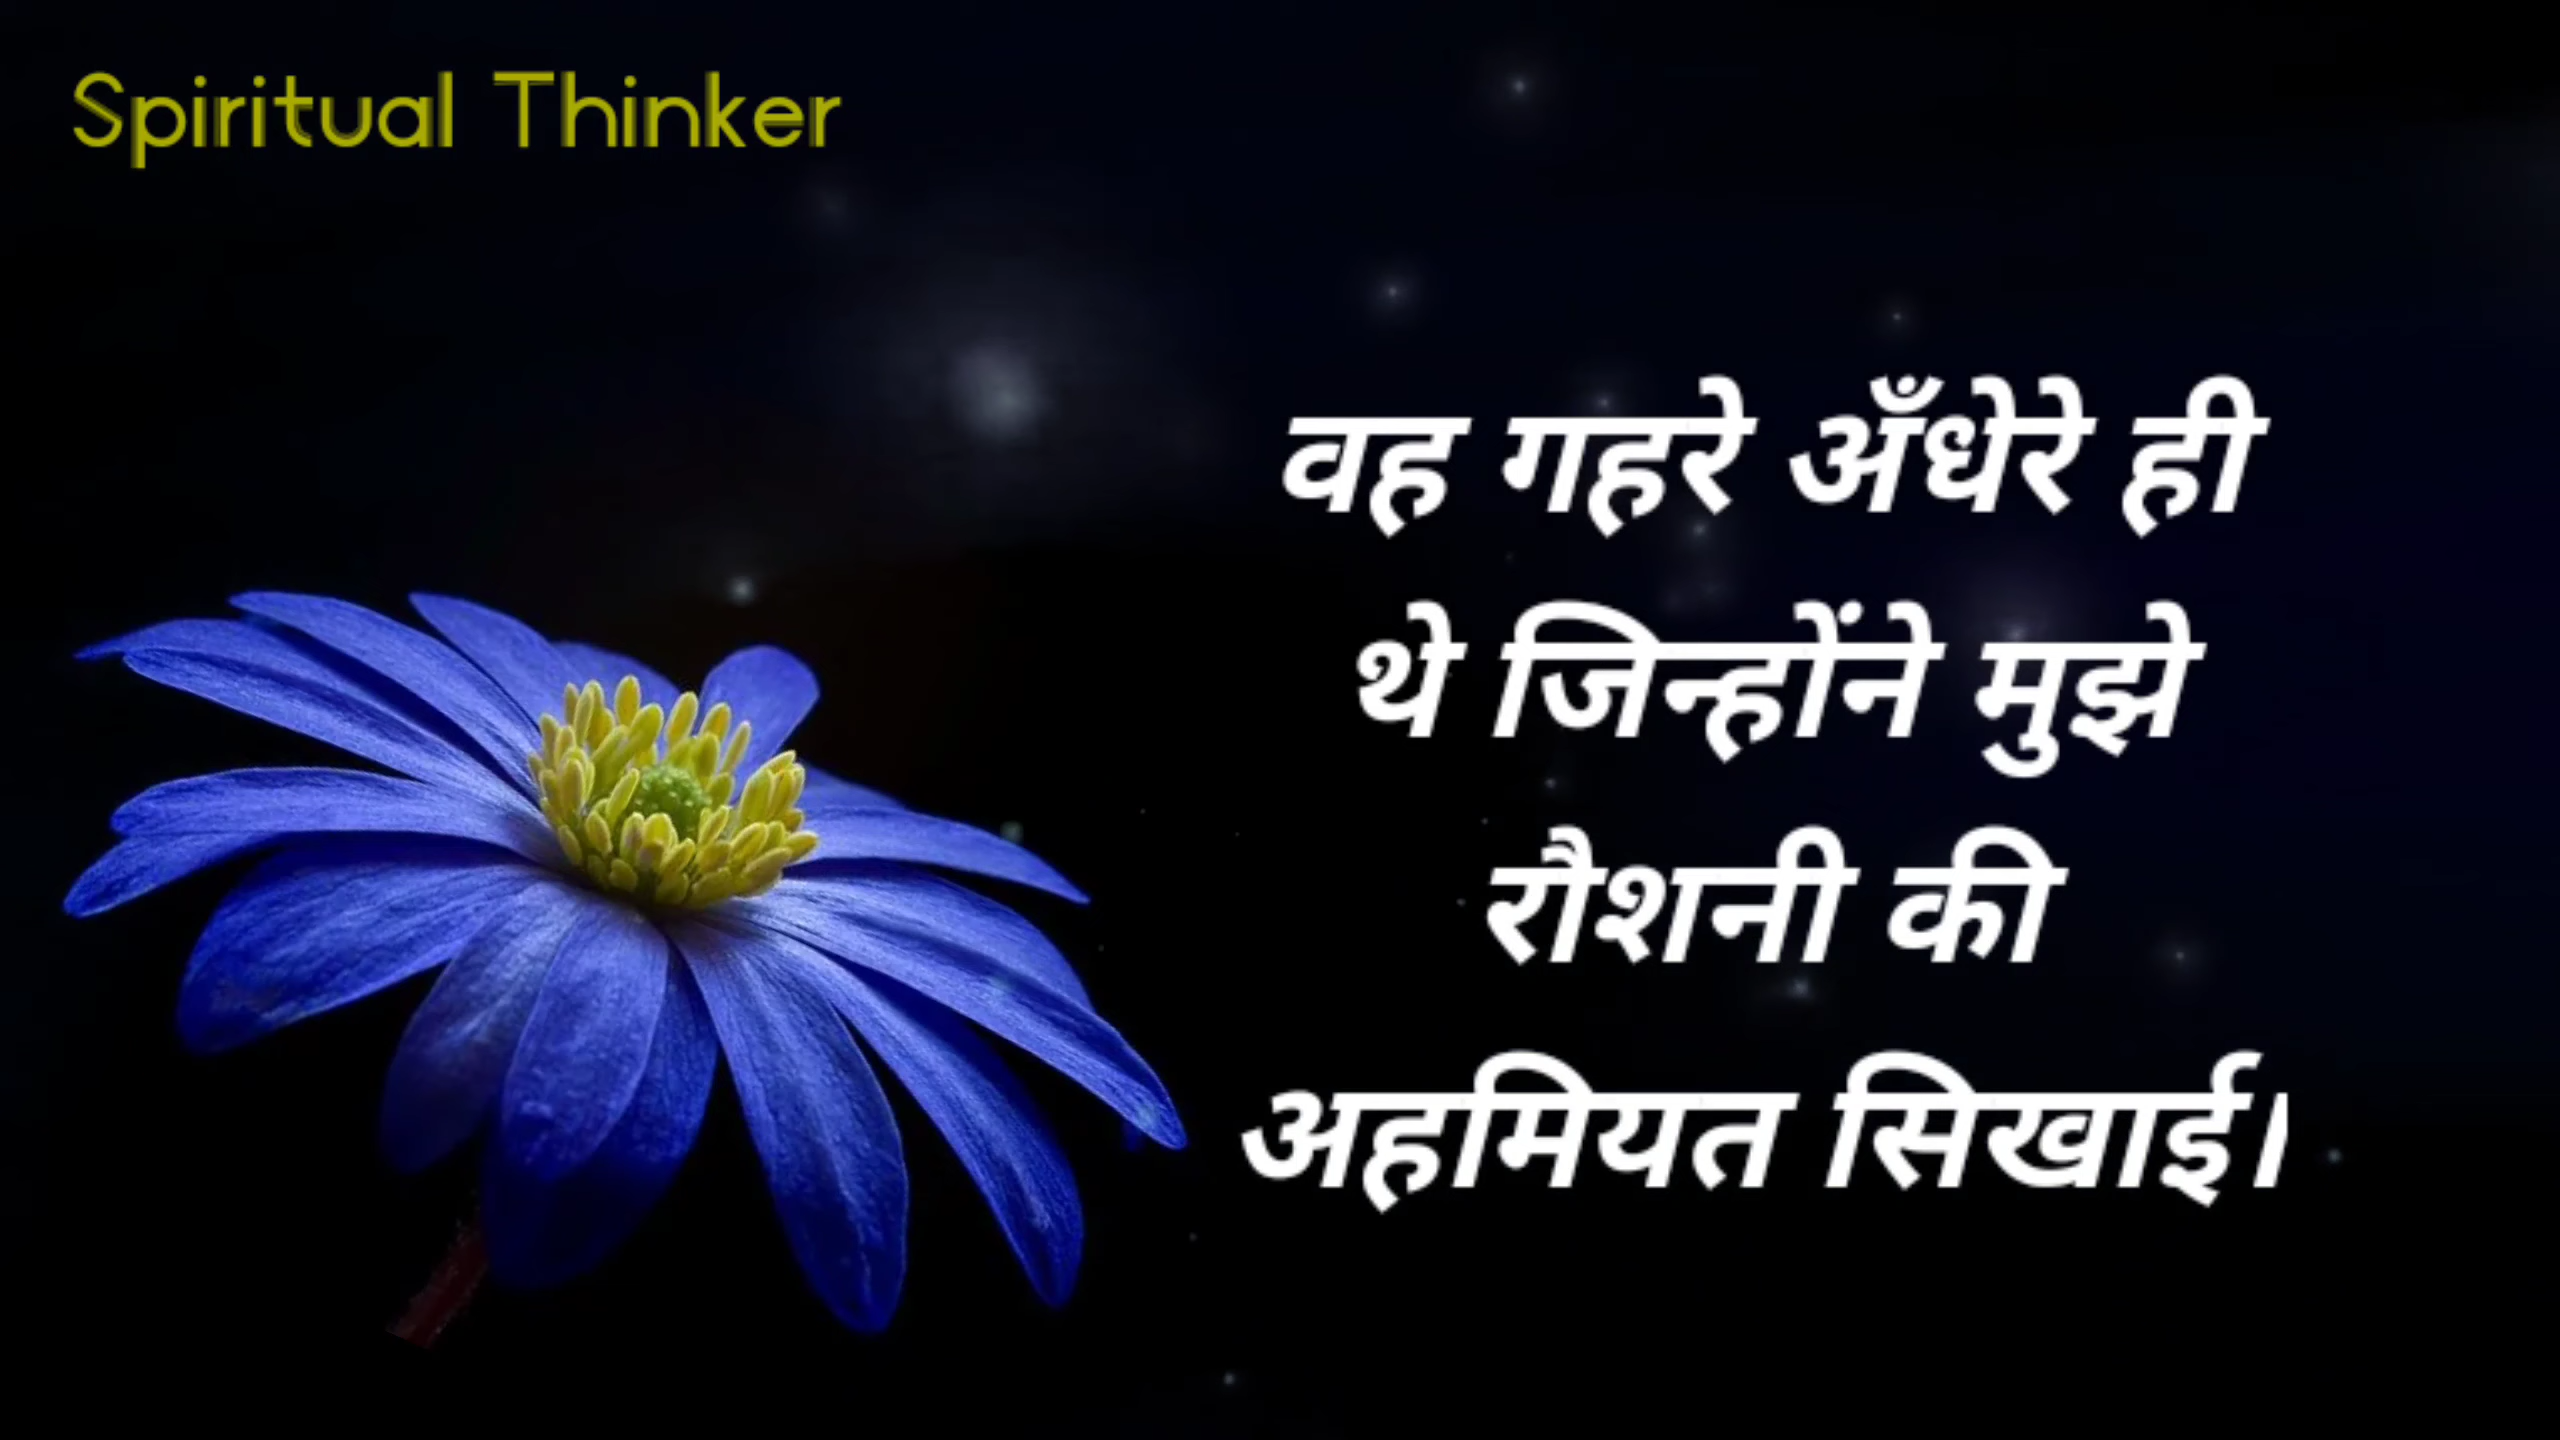 Spiritual Thinker
वह गहरे अँधेरे ही
थे जिन्होंने मुझे
रौशनी की
अहमियत सिखाई।